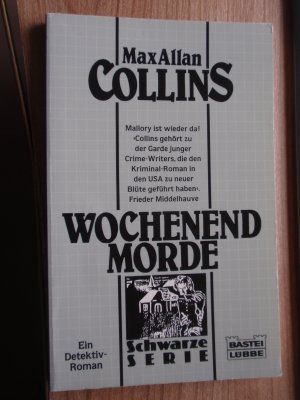 Max Allan
COLLINS
Mallory ist wieder da!
›Collins gehört zu
der Garde junger
Crime-Writers, die den
Kriminal-Roman in
den USA zu neuer
Blüte geführt haben‹.
Frieder Middelhauve
WOCHENEND
MORDE
Ein
Detektiv-
Roman
Schwarze
SERIE
BASTEI
LÜBBE